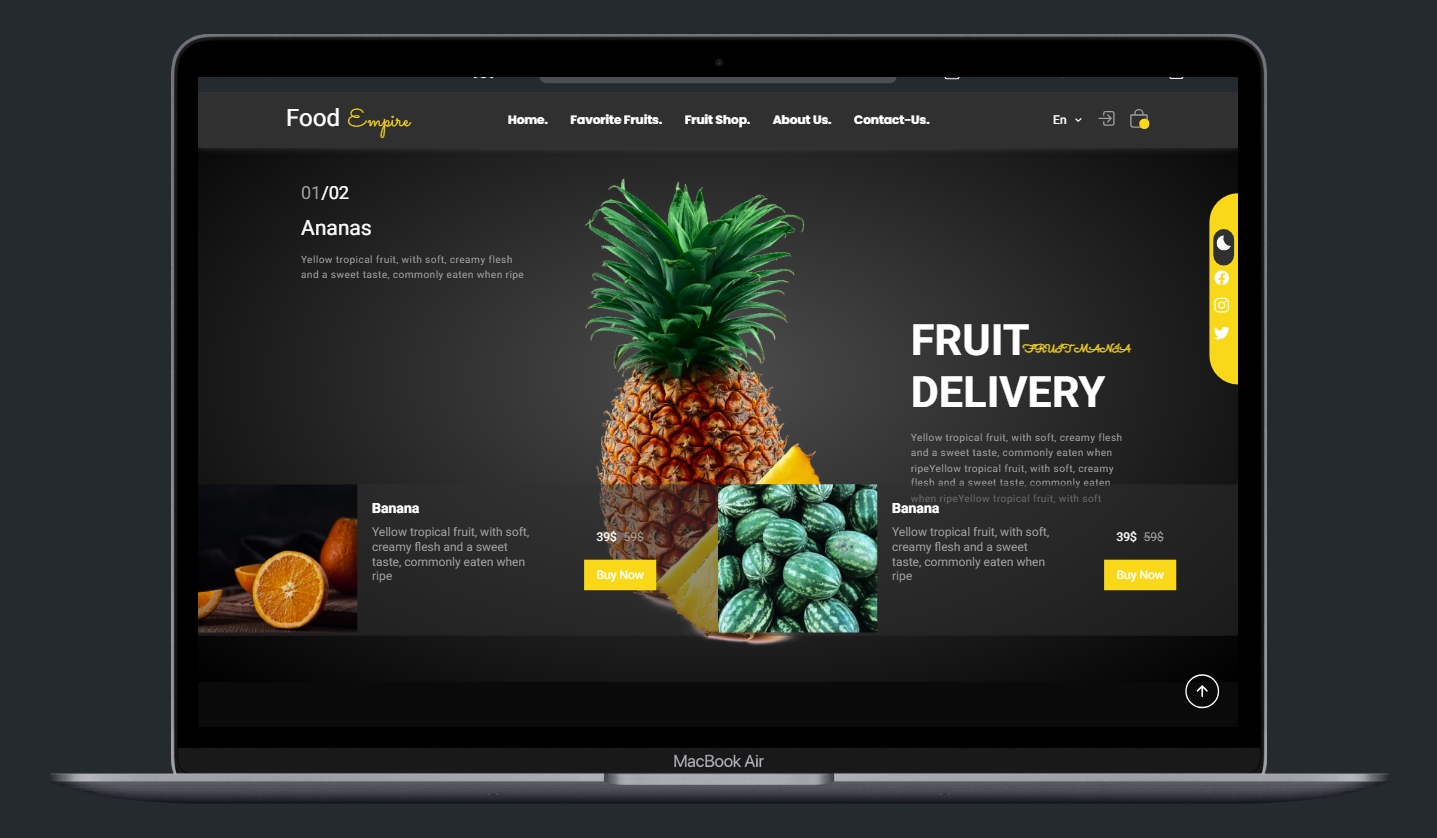 Food Empire
Home. Favorite Fruits. Fruit Shop. About Us. Contact-Us.
En
01/02
Ananas
Yellow tropical fruit, with soft, creamy flesh
and a sweet taste, commonly eaten when ripe
FRUIT FRUIT MANIA
DELIVERY
Yellow tropical fruit, with soft, creamy flesh
and a sweet taste, commonly eaten when
ripeYellow tropical fruit, with soft, creamy
flesh and a sweet taste, commonly eaten
when ripeYellow tropical fruit, with soft
Banana
Yellow tropical fruit, with soft,
creamy flesh and a sweet
taste, commonly eaten when
ripe
39$ 59$
Buy Now
Banana
Yellow tropical fruit, with soft,
creamy flesh and a sweet
taste, commonly eaten when
ripe
39$ 59$
Buy Now
MacBook Air